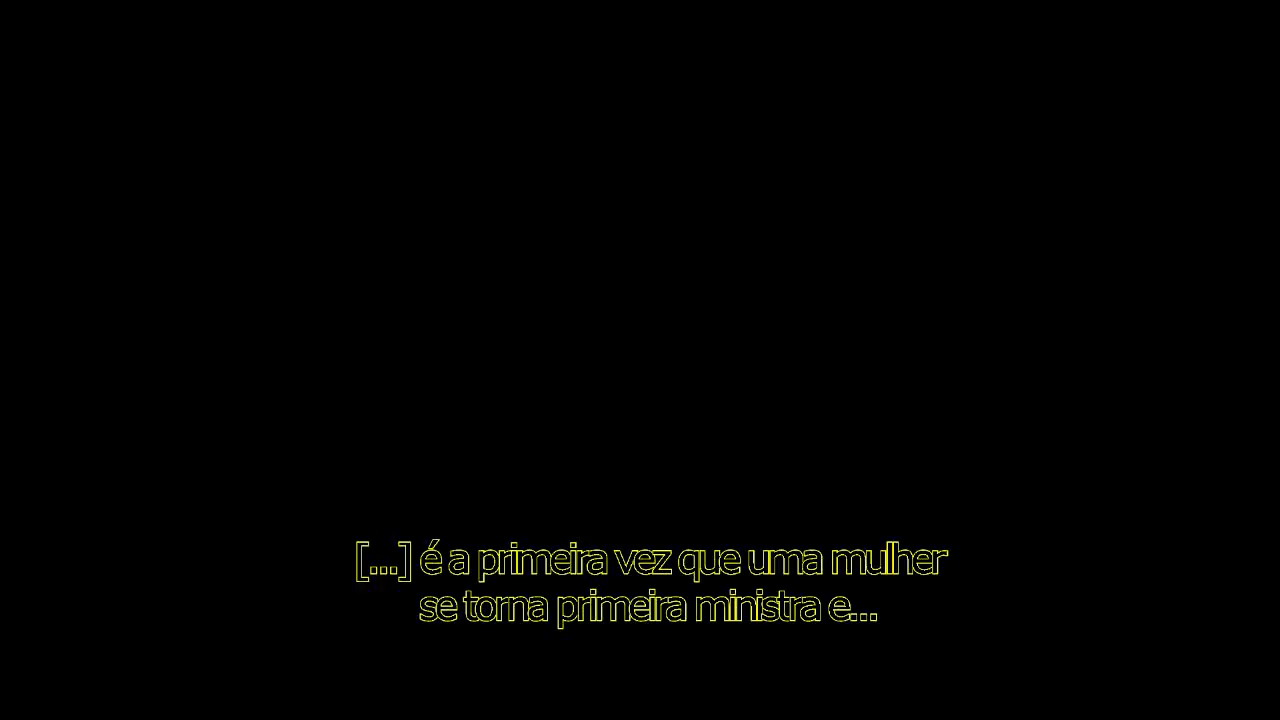 [...] é a primeira vez que uma mulher
se torna primeira ministra e...